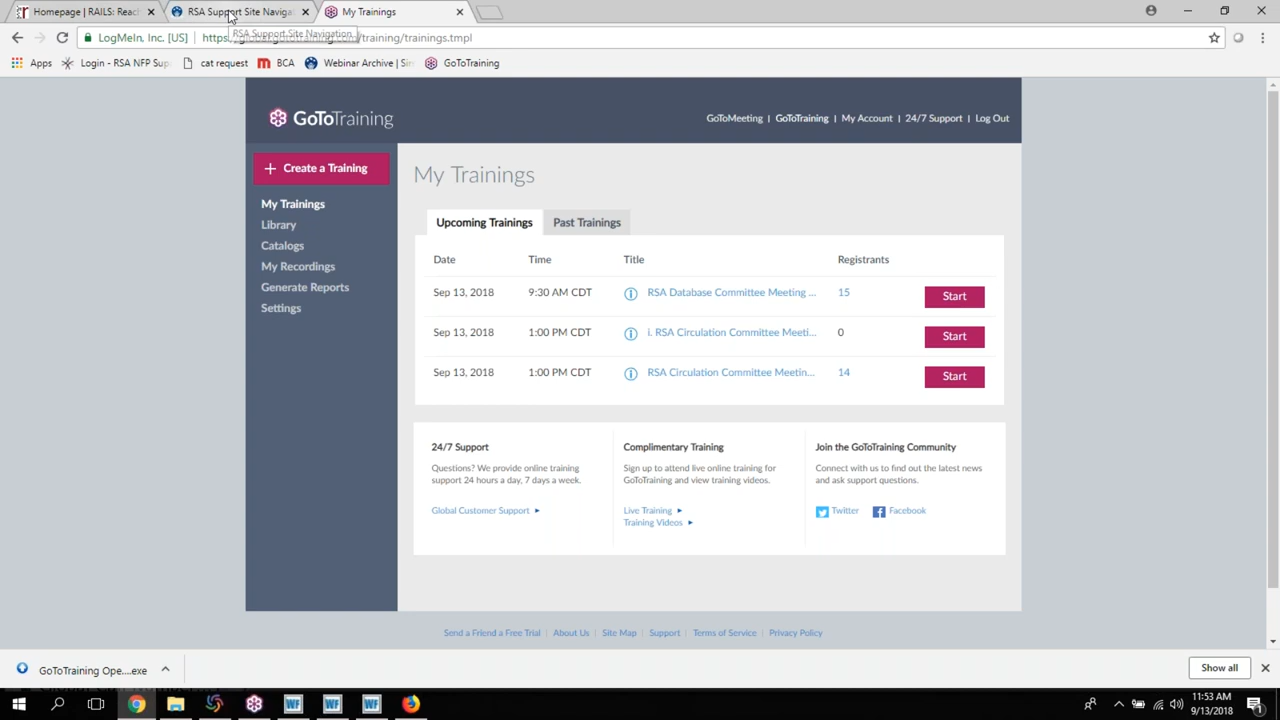 Homepage | RAILS: Reac
RSA Support Site Naviga
My Trainings
LogMeIn, Inc. [US]
https://global.gototraining.com/training/trainings.tmpl
RSA Support Site Navigation
Apps
Login - RSA NFP Sup
cat request
BCA
Webinar Archive | Sir
GoToTraining
GoToTraining
GoToMeeting | GoToTraining | My Account | 24/7 Support | Log Out
+ Create a Training
My Trainings
Library
Catalogs
My Recordings
Generate Reports
Settings
My Trainings
Upcoming Trainings
Past Trainings
Date Time Title Registrants
Sep 13, 2018 9:30 AM CDT RSA Database Committee Meeting ... 15 Start
Sep 13, 2018 1:00 PM CDT i. RSA Circulation Committee Meeti... 0 Start
Sep 13, 2018 1:00 PM CDT RSA Circulation Committee Meetin... 14 Start
24/7 Support
Questions? We provide online training
support 24 hours a day, 7 days a week.
Global Customer Support
Complimentary Training
Sign up to attend live online training for
GoToTraining and view training videos.
Live Training
Training Videos
Join the GoToTraining Community
Connect with us to find out the latest news
and ask support questions.
Twitter Facebook
Send a Friend a Free Trial | About Us | Site Map | Support | Terms of Service | Privacy Policy
GoToTraining Ope....exe
Show all
WF WF WF
11:53 AM
9/13/2018
1